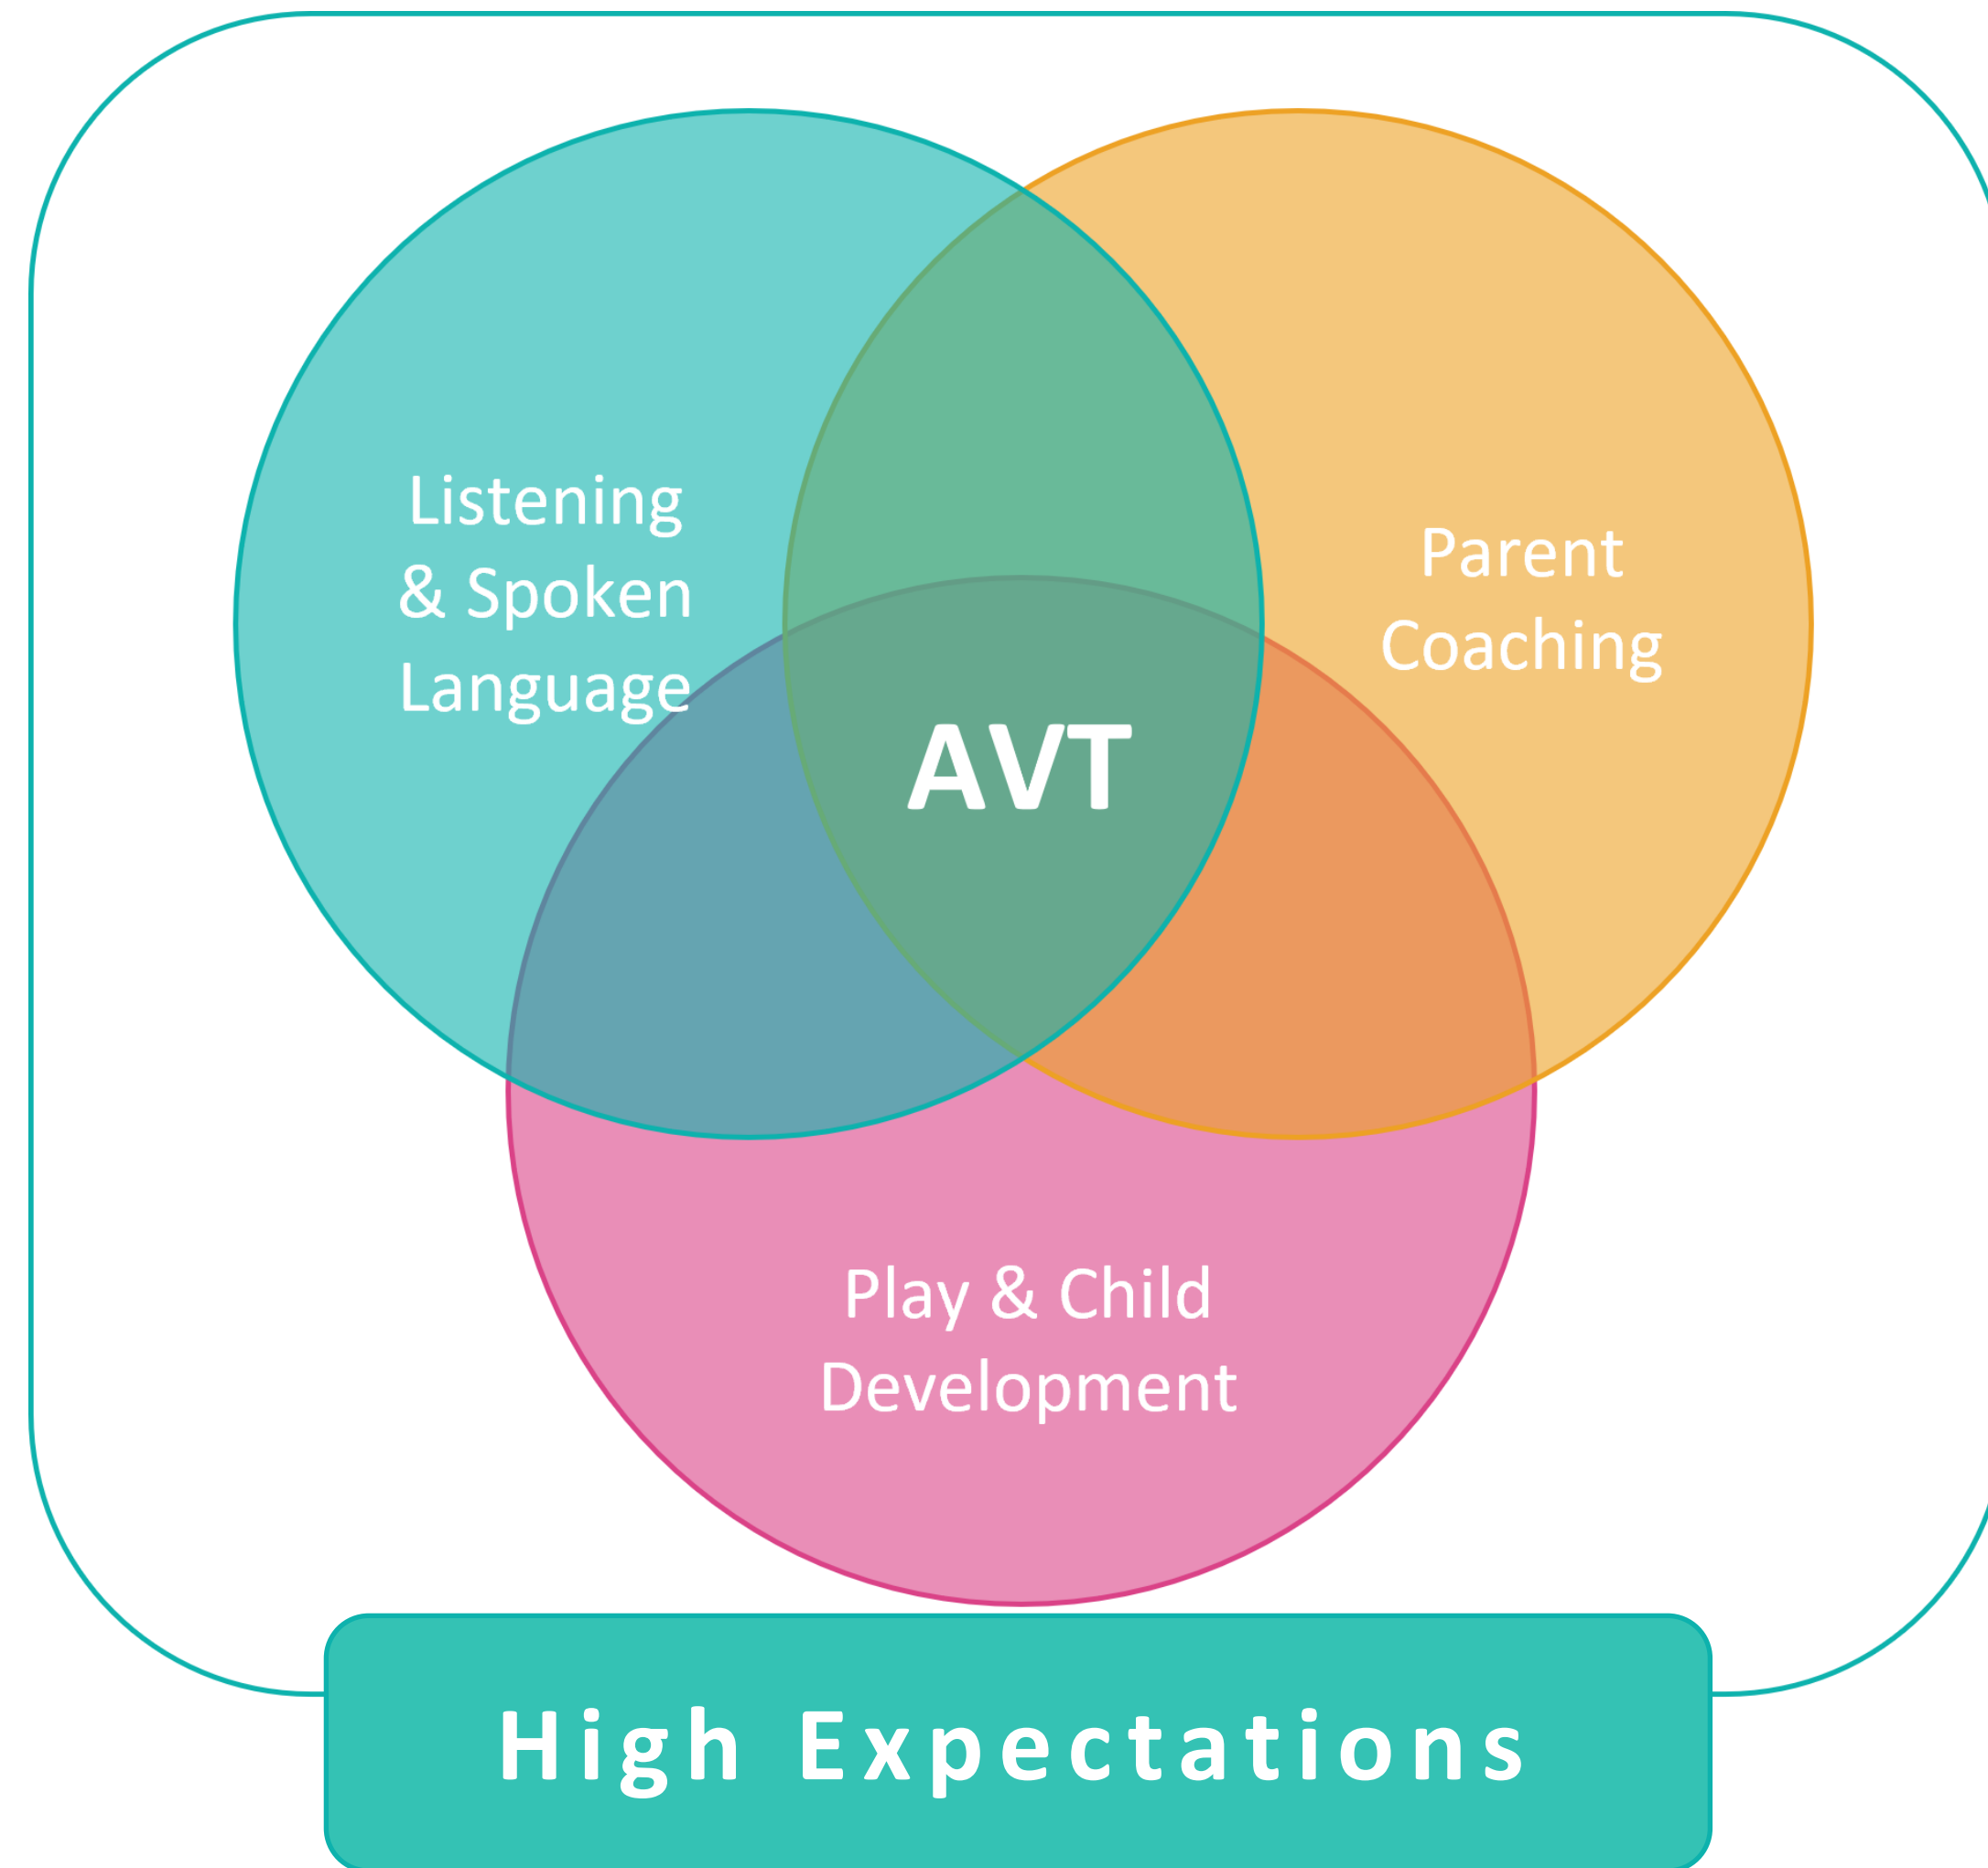 Listening
& Spoken
Language
Parent
Coaching
AVT
Play & Child
Development
High Expectations